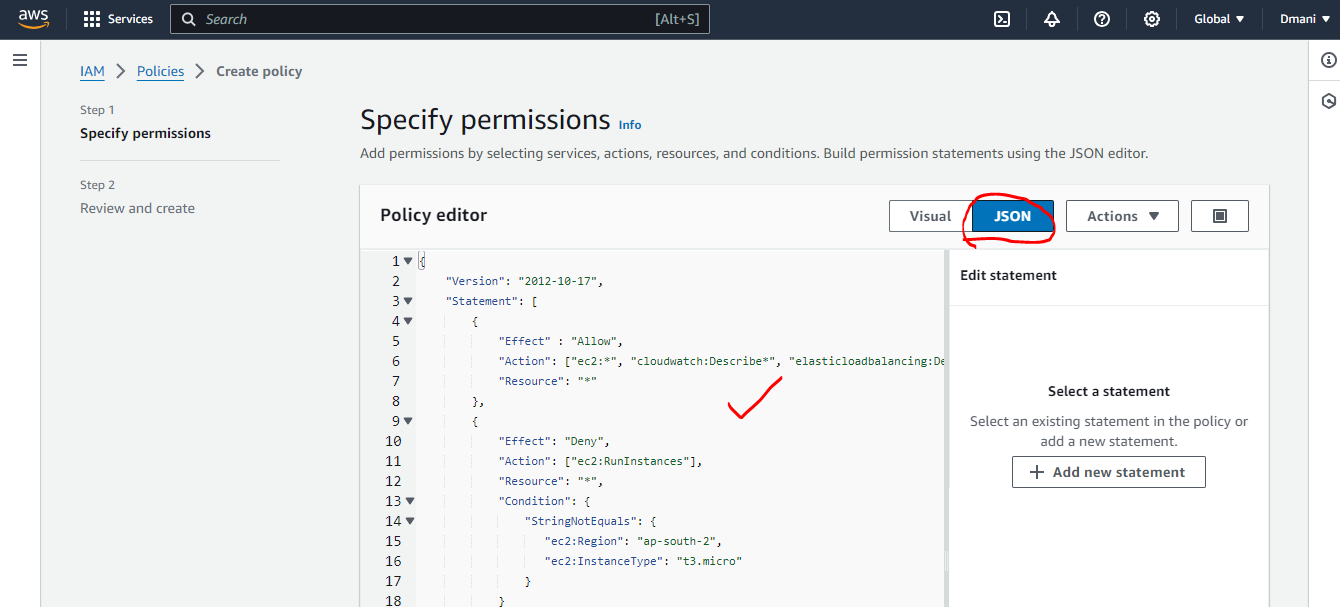 aws Services Search [Alt+S] Global ▼ Dmani ▼
IAM > Policies > Create policy
Step 1
Specify permissions
Step 2
Review and create
Specify permissions Info
Add permissions by selecting services, actions, resources, and conditions. Build permission statements using the JSON editor.
Policy editor Visual JSON Actions ▼
1 {
2 "Version": "2012-10-17",
3 "Statement": [
4 {
5 "Effect" : "Allow",
6 "Action": ["ec2:*", "cloudwatch:Describe*", "elasticloadbalancing:De
7 "Resource": "*"
8 },
9 {
10 "Effect": "Deny",
11 "Action": ["ec2:RunInstances"],
12 "Resource": "*",
13 "Condition": {
14 "StringNotEquals": {
15 "ec2:Region": "ap-south-2",
16 "ec2:InstanceType": "t3.micro"
17 }
18 }
Edit statement
Select a statement
Select an existing statement in the policy or
add a new statement.
+ Add new statement